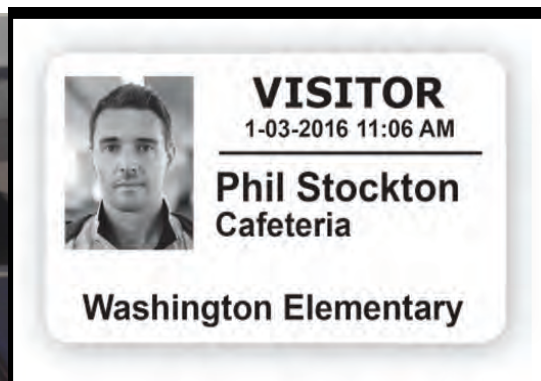 VISITOR
1-03-2016 11:06 AM
Phil Stockton
Cafeteria
Washington Elementary